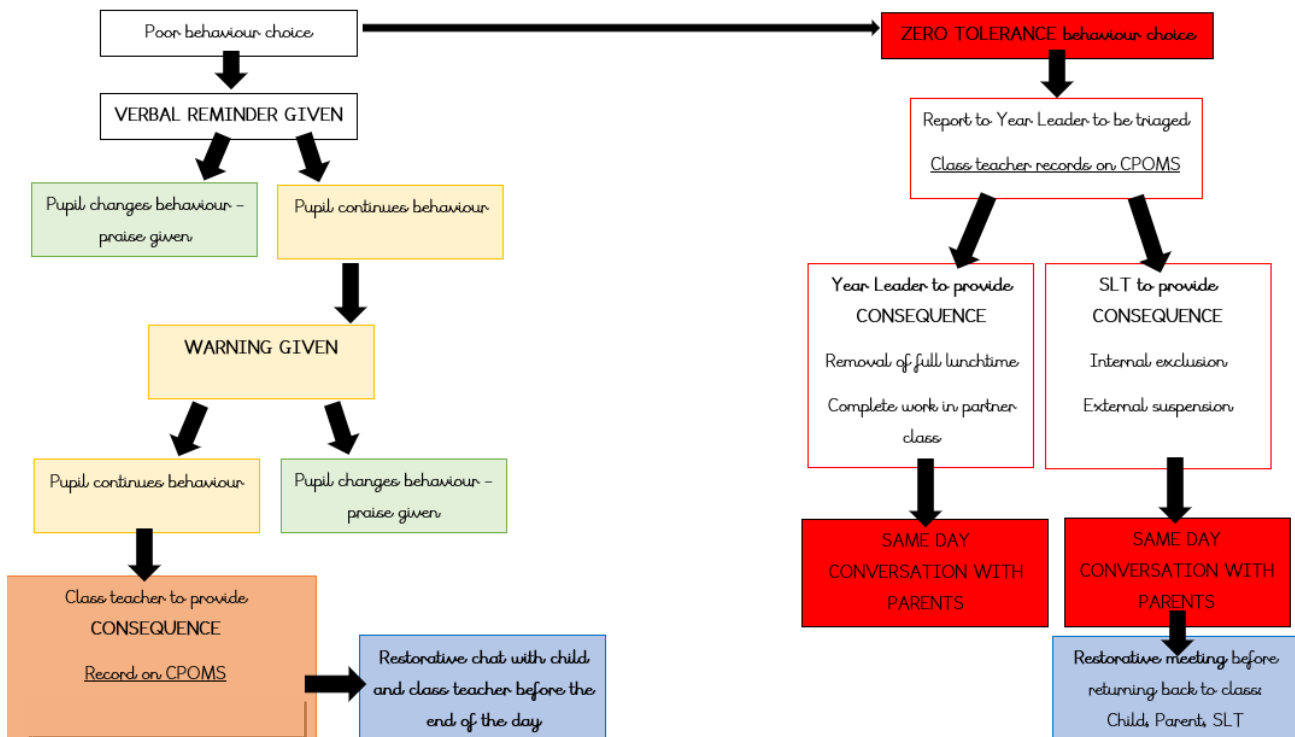 Poor behaviour choice
ZERO TOLERANCE behaviour choice
VERBAL REMINDER GIVEN
Report to Year Leader to be triaged
Class teacher records on CPOMS
Pupil changes behaviour –
praise given
Pupil continues behaviour
Year Leader to provide
CONSEQUENCE
Removal of full lunchtime
Complete work in partner
class
SLT to provide
CONSEQUENCE
Internal exclusion
External suspension
WARNING GIVEN
Pupil continues behaviour
Pupil changes behaviour –
praise given
SAME DAY
CONVERSATION WITH
PARENTS
SAME DAY
CONVERSATION WITH
PARENTS
Class teacher to provide
CONSEQUENCE
Record on CPOMS
Restorative chat with child
and class teacher before the
end of the day
Restorative meeting before
returning back to class:
Child, Parent, SLT